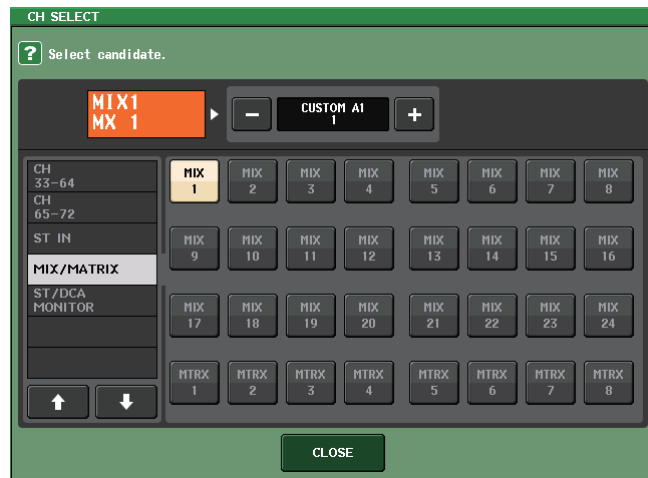 CH SELECT
? Select candidate.
MIX1
MX 1
− CUSTOM A1 +
1
CH
33–64
CH
65–72
ST IN
MIX/MATRIX
ST/DCA
MONITOR
MIX MIX MIX MIX MIX MIX MIX MIX
1 2 3 4 5 6 7 8
MIX MIX MIX MIX MIX MIX MIX MIX
9 10 11 12 13 14 15 16
MIX MIX MIX MIX MIX MIX MIX MIX
17 18 19 20 21 22 23 24
MTRX MTRX MTRX MTRX MTRX MTRX MTRX MTRX
1 2 3 4 5 6 7 8
CLOSE